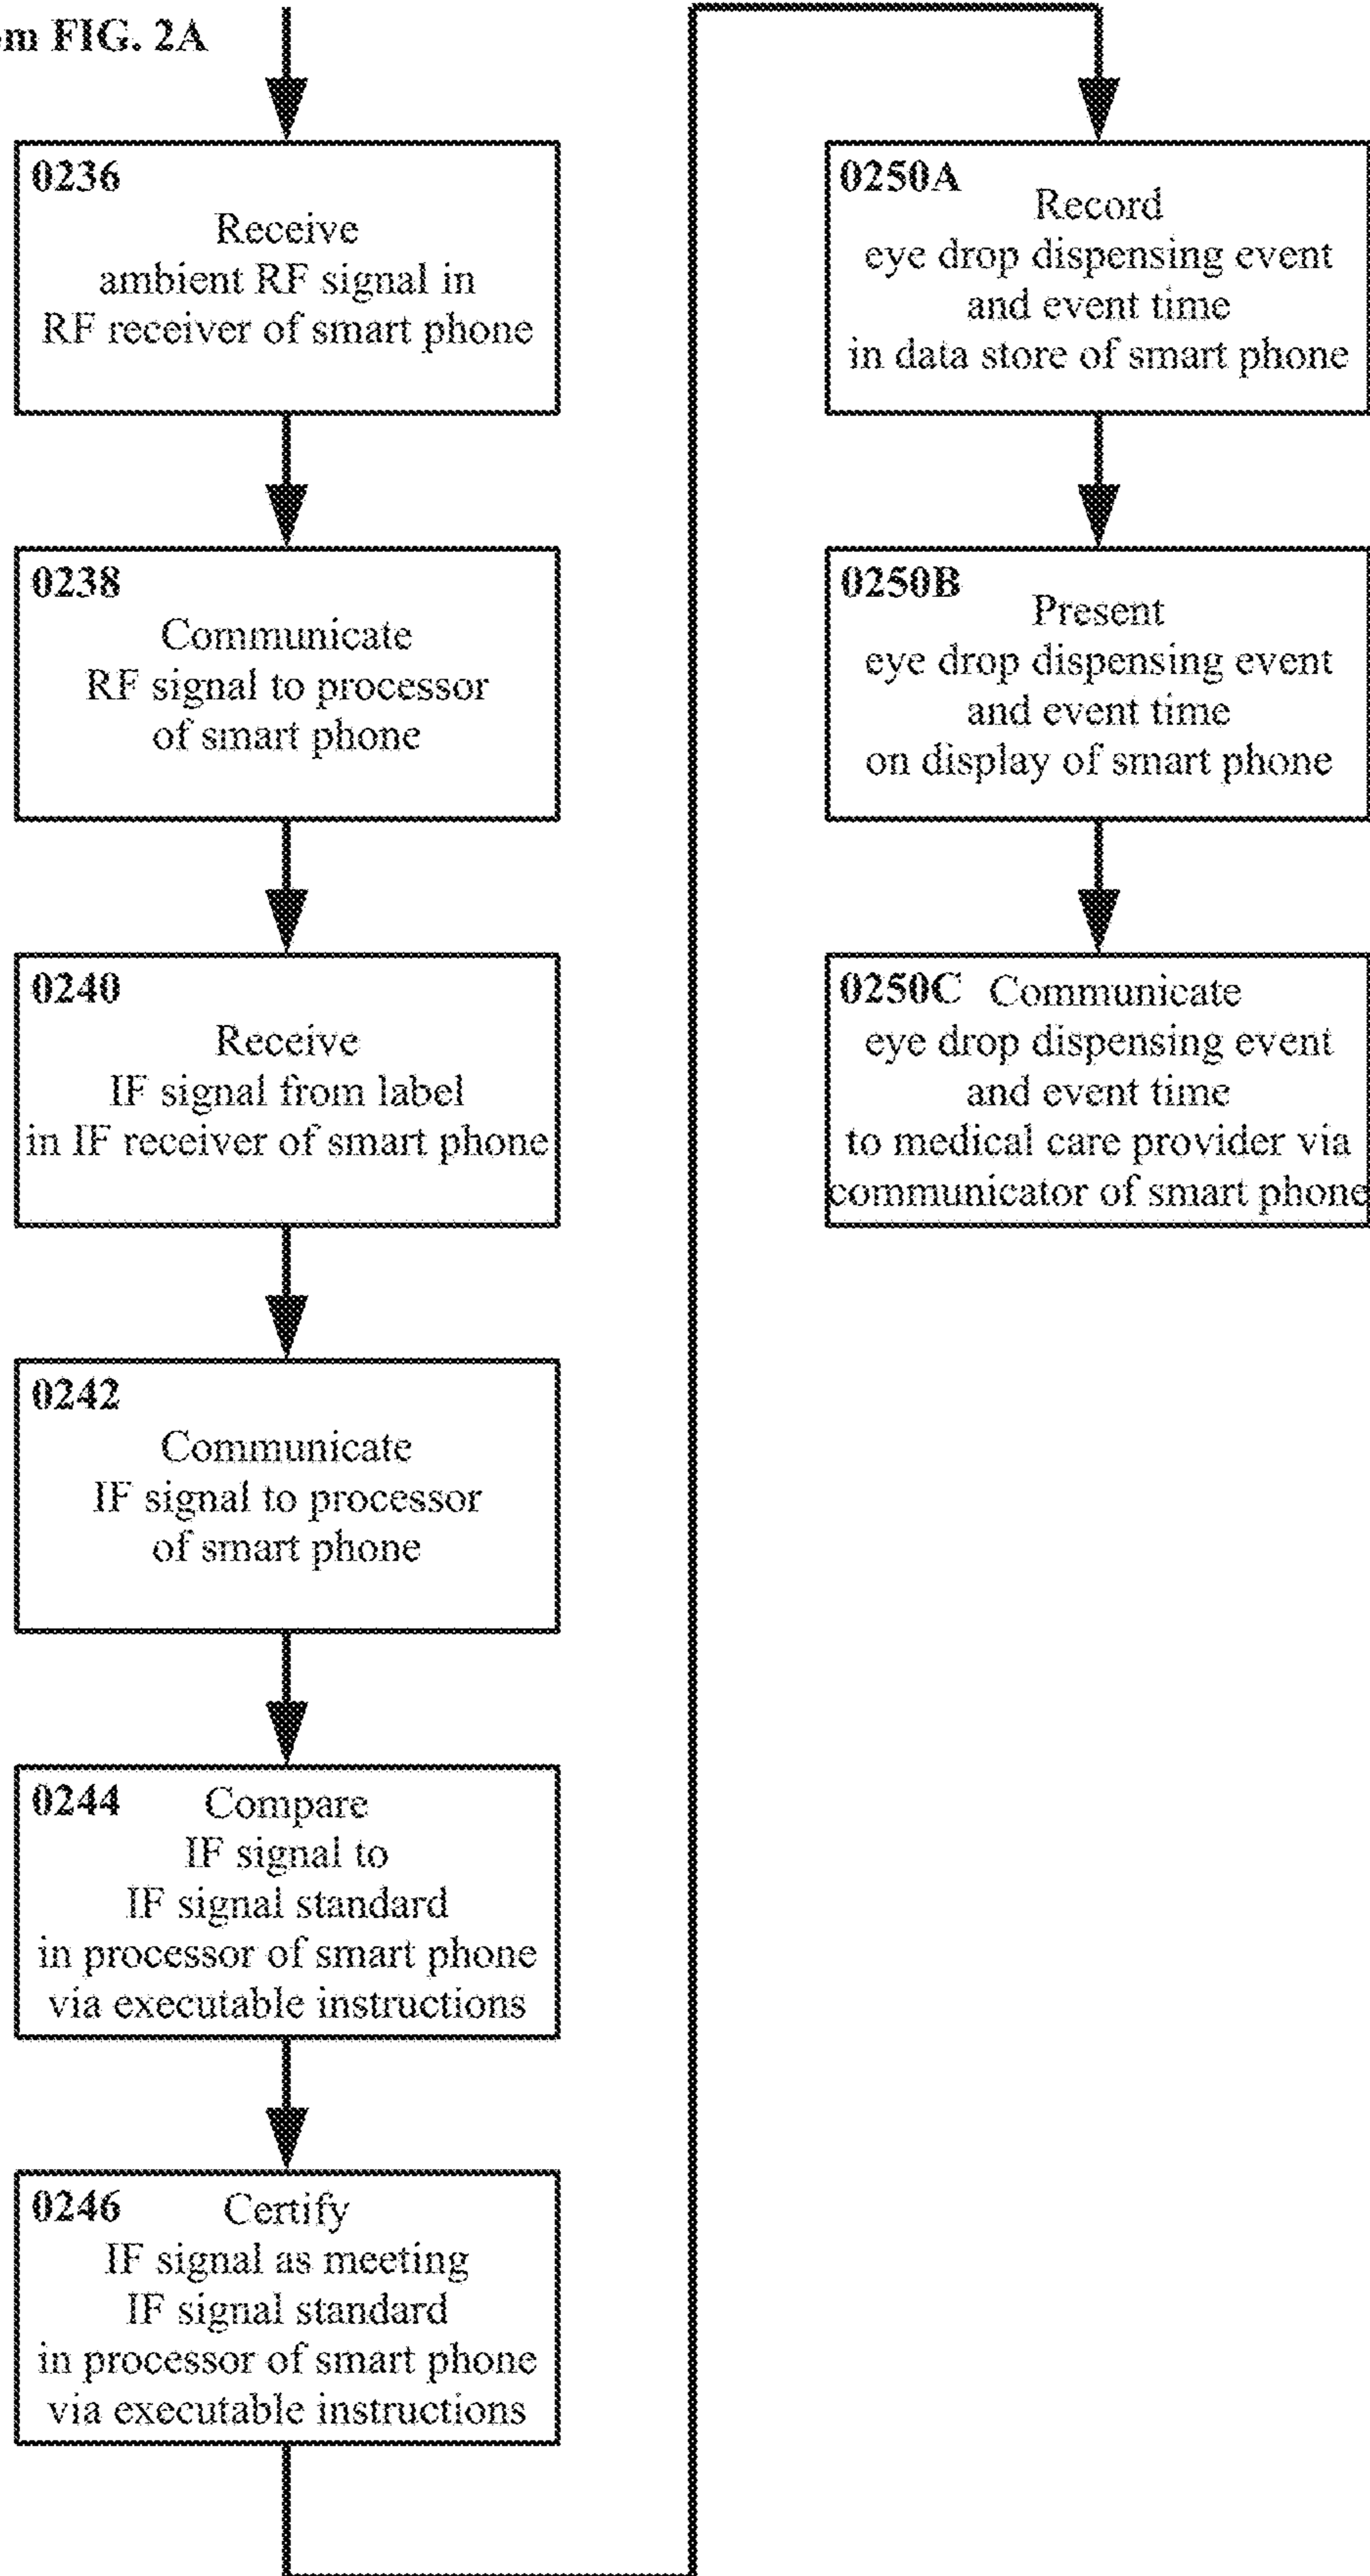 FIG. 2A
0236
Receive
ambient RF signal in
RF receiver of smart phone
0238
Communicate
RF signal to processor
of smart phone
0240
Receive
IF signal from label
in IF receiver of smart phone
0242
Communicate
IF signal to processor
of smart phone
0244 Compare
IF signal to
IF signal standard
in processor of smart phone
via executable instructions
0246 Certify
IF signal as meeting
IF signal standard
in processor of smart phone
via executable instructions
0250A
Record
eye drop dispensing event
and event time
in data store of smart phone
0250B
Present
eye drop dispensing event
and event time
on display of smart phone
0250C Communicate
eye drop dispensing event
and event time
to medical care provider via
communicator of smart phone